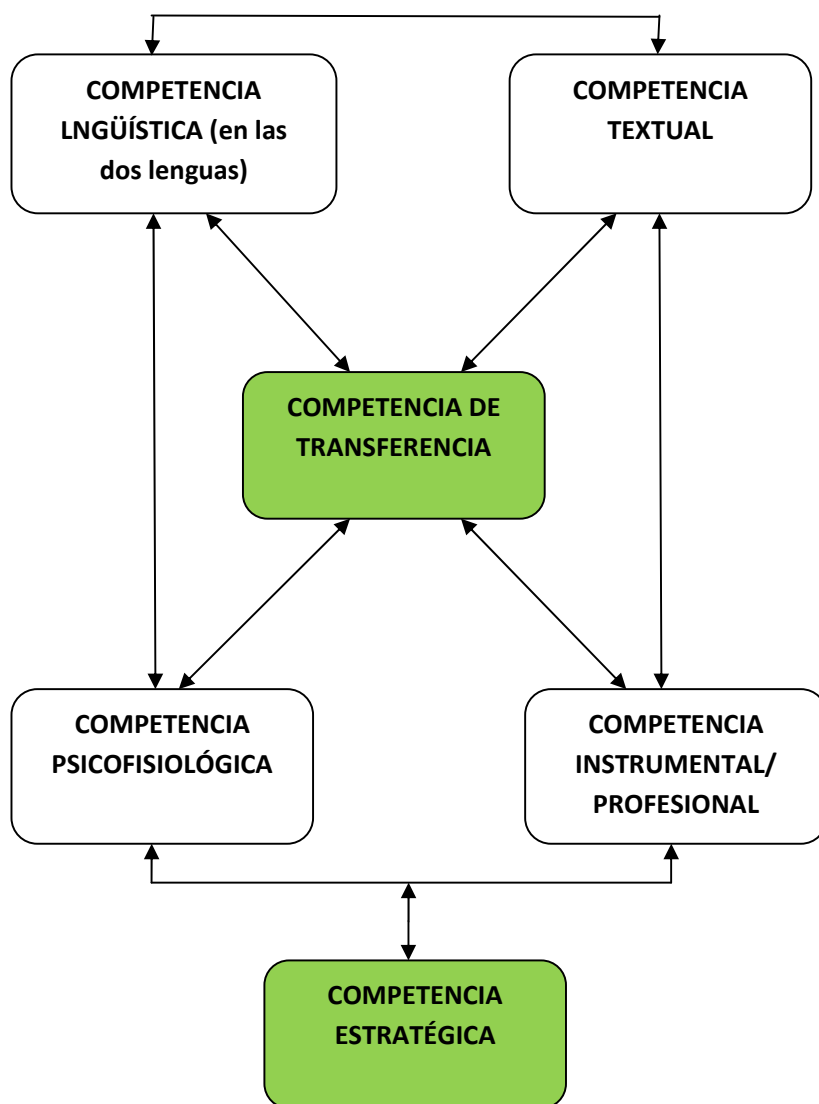 COMPETENCIA
LNGÜÍSTICA (en las
dos lenguas)
COMPETENCIA
TEXTUAL
COMPETENCIA DE
TRANSFERENCIA
COMPETENCIA
PSICOFISIOLÓGICA
COMPETENCIA
INSTRUMENTAL/
PROFESIONAL
COMPETENCIA
ESTRATÉGICA